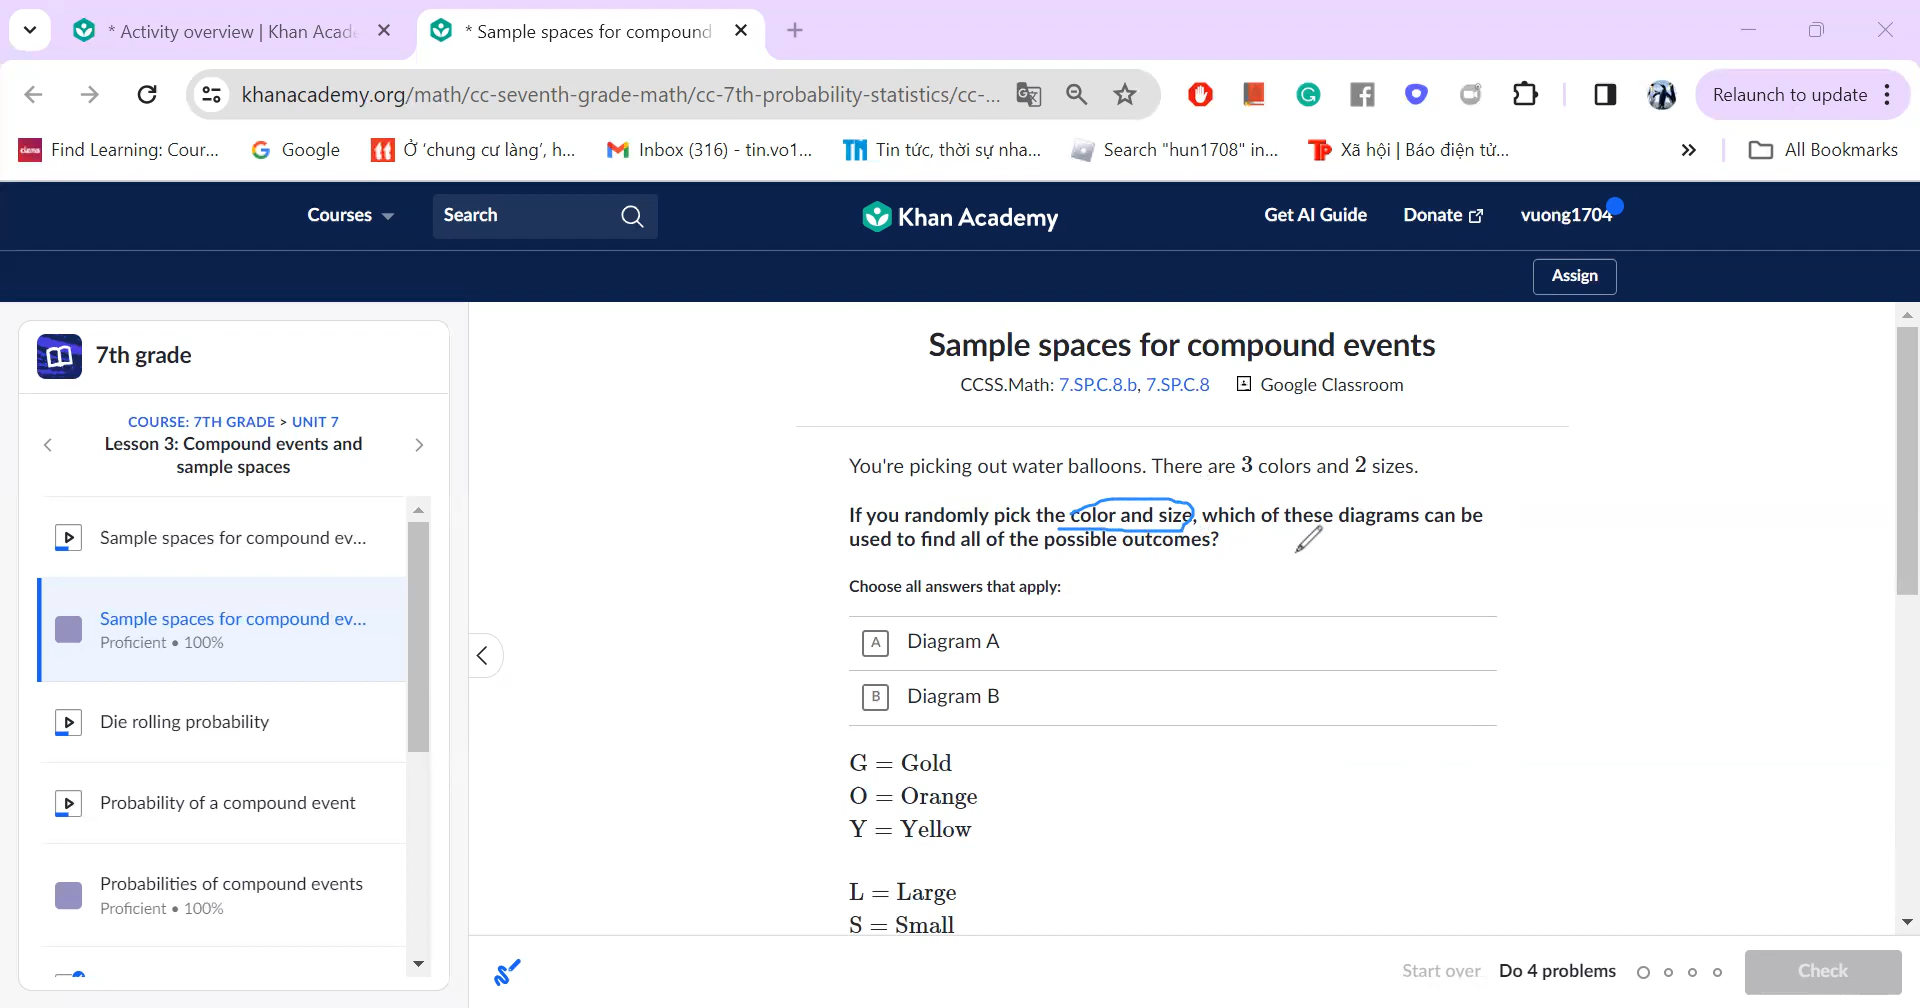 * Activity overview | Khan Acade
* Sample spaces for compound
khanacademy.org/math/cc-seventh-grade-math/cc-7th-probability-statistics/cc-...
Relaunch to update
Find Learning: Cour...
Google
Ở ‘chung cư làng’, h...
Inbox (316) - tin.vo1...
Tin tức, thời sự nha...
Search "hun1708" in...
Xã hội | Báo điện tử...
All Bookmarks
Courses
Search
Khan Academy
Get AI Guide
Donate
vuong1704
Assign
7th grade
COURSE: 7TH GRADE > UNIT 7
Lesson 3: Compound events and
sample spaces
Sample spaces for compound ev...
Sample spaces for compound ev...
Proficient • 100%
Die rolling probability
Probability of a compound event
Probabilities of compound events
Proficient • 100%
Sample spaces for compound events
CCSS.Math: 7.SP.C.8.b, 7.SP.C.8 Google Classroom
You're picking out water balloons. There are 3 colors and 2 sizes.
If you randomly pick the color and size, which of these diagrams can be
used to find all of the possible outcomes?
Choose all answers that apply:
A Diagram A
B Diagram B
G = Gold
O = Orange
Y = Yellow
L = Large
S = Small
Start over
Do 4 problems
Check